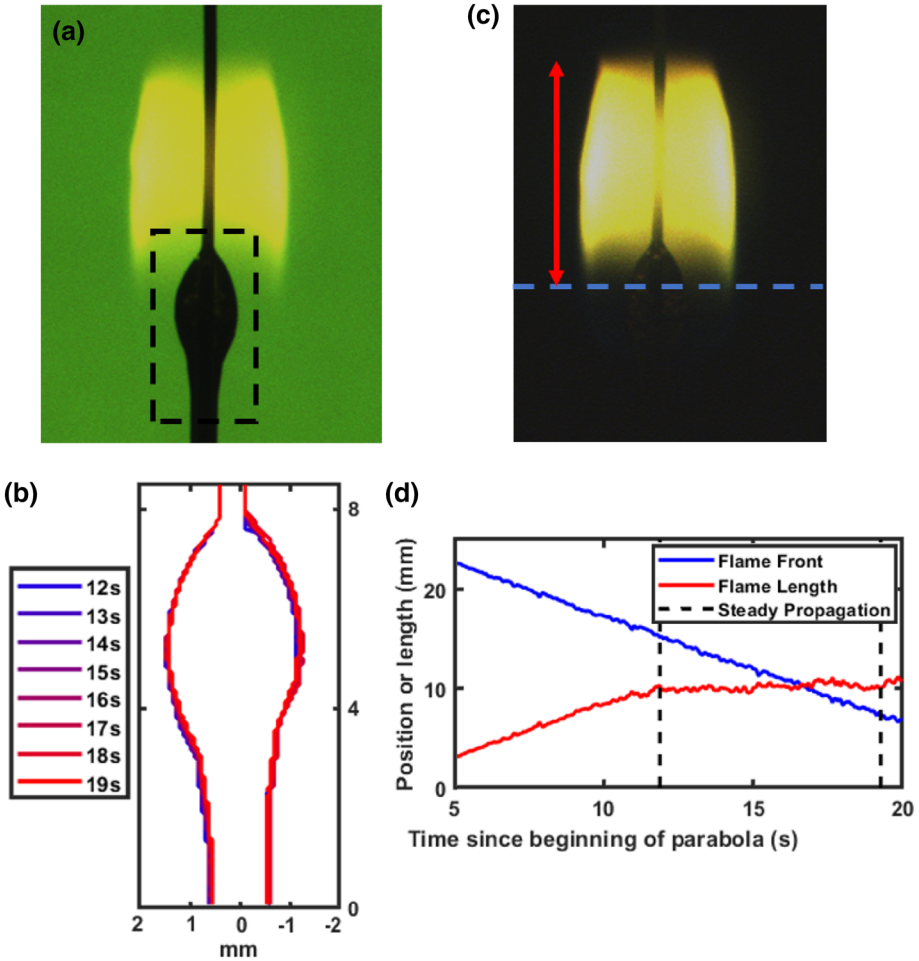 (a)
(c)
(b)
8
4
0
12s
13s
14s
15s
16s
17s
18s
19s
2 1 0 -1 -2
mm
(d)
Position or length (mm)
20
10
0
Flame Front
Flame Length
Steady Propagation
5 10 15 20
Time since beginning of parabola (s)